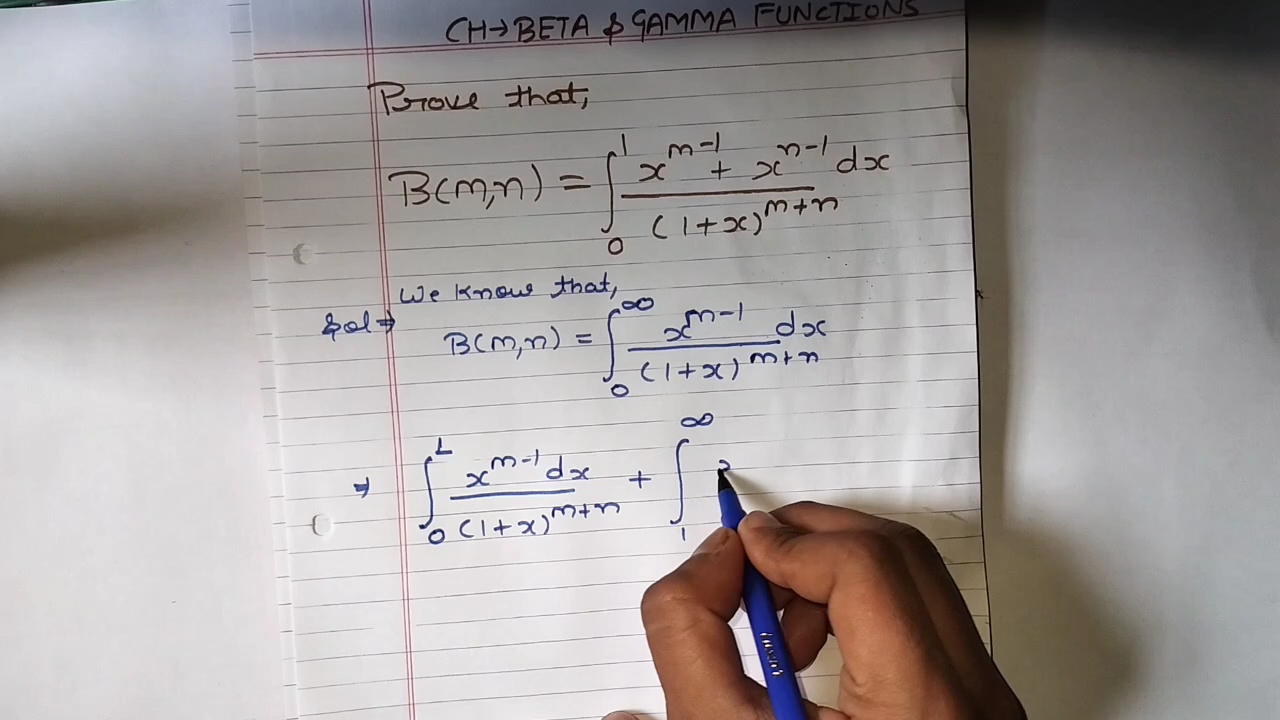 CH→BETA & GAMMA FUNCTIONS
Prove that,
B(m,n) = ∫₀¹ (x^(m-1) + x^(n-1))/(1+x)^(m+n) dx
We know that,
Sol⇒ B(m,n) = ∫₀^∞ x^(m-1)/(1+x)^(m+n) dx
⇒ ∫₀¹ x^(m-1) dx/(1+x)^(m+n) + ∫₁^∞